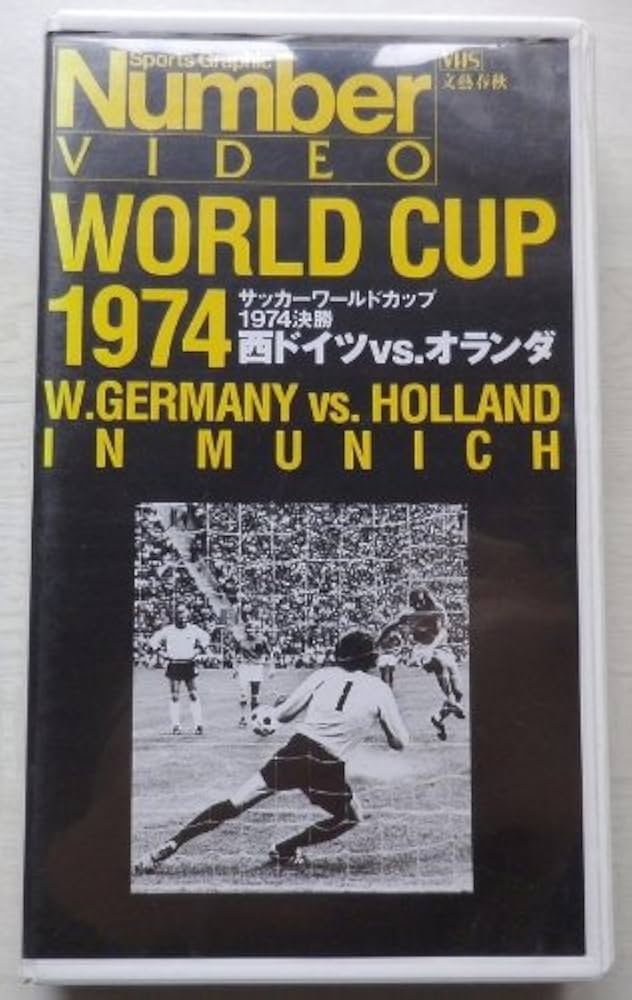 Sports Graphic
Number
VIDEO
VHS
文藝春秋
WORLD CUP
1974
サッカーワールドカップ
1974決勝
西ドイツvs.オランダ
W.GERMANY vs. HOLLAND
IN MUNICH
1